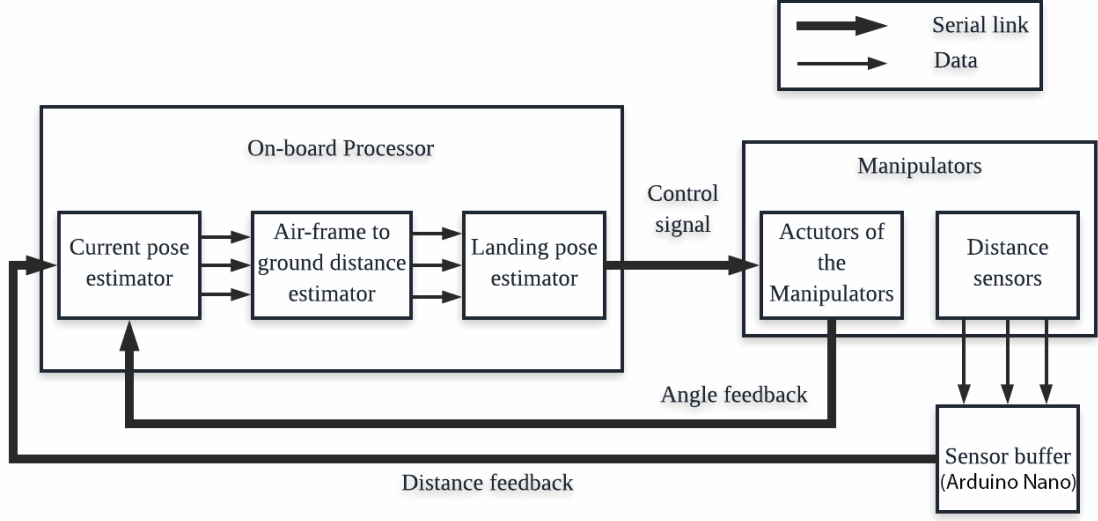 Serial link
Data
On-board Processor
Current pose
estimator
Air-frame to
ground distance
estimator
Landing pose
estimator
Control
signal
Manipulators
Actutors of
the
Manipulators
Distance
sensors
Angle feedback
Sensor buffer
(Arduino Nano)
Distance feedback